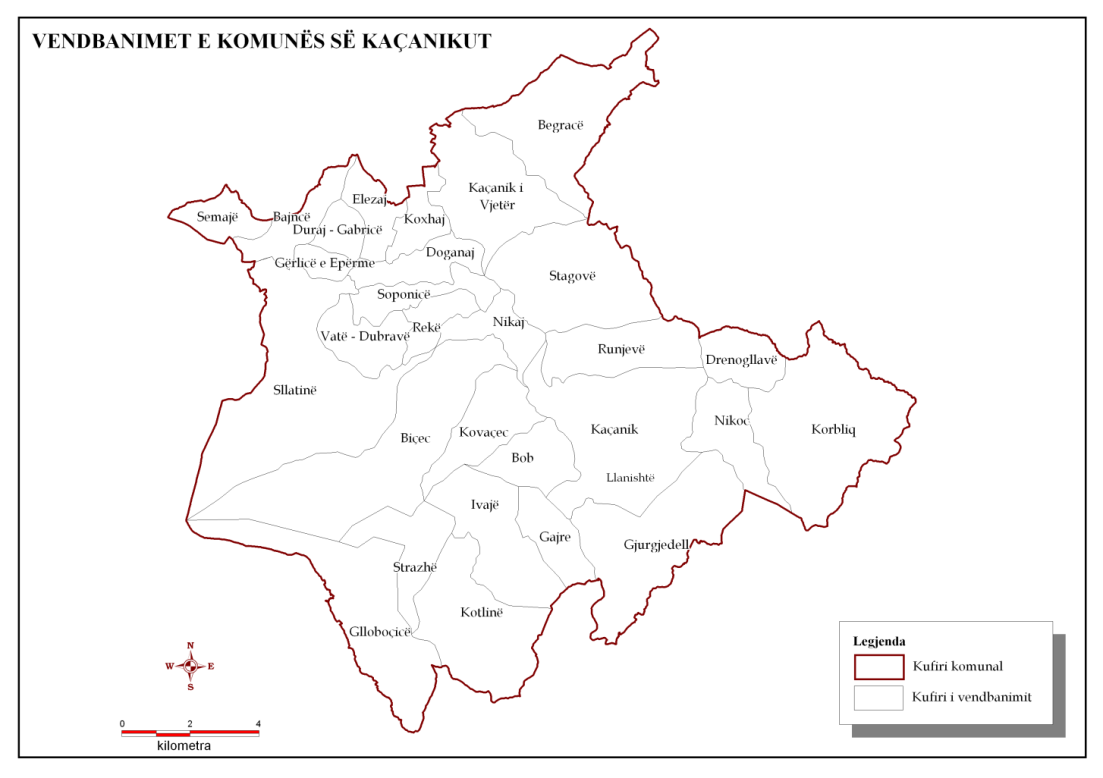 VENDBANIMET E KOMUNËS SË KAÇANIKUT
Begracë
Kaçanik i
Vjetër
Elezaj
Semajë
Bajncë
Koxhaj
Duraj - Gabricë
Doganaj
Gërlicë e Epërme
Stagovë
Soponicë
Nikaj
Rekë
Vatë - Dubravë
Runjevë
Drenogllavë
Sllatinë
Nikoc
Korbliq
Kaçanik
Kovaçec
Biçec
Bob
Llanishtë
Ivajë
Gajre
Gjurgjedell
Strazhë
Kotlinë
Glloboçicë
N
W E
S
0 2 4
kilometra
Legjenda
Kufiri komunal
Kufiri i vendbanimit